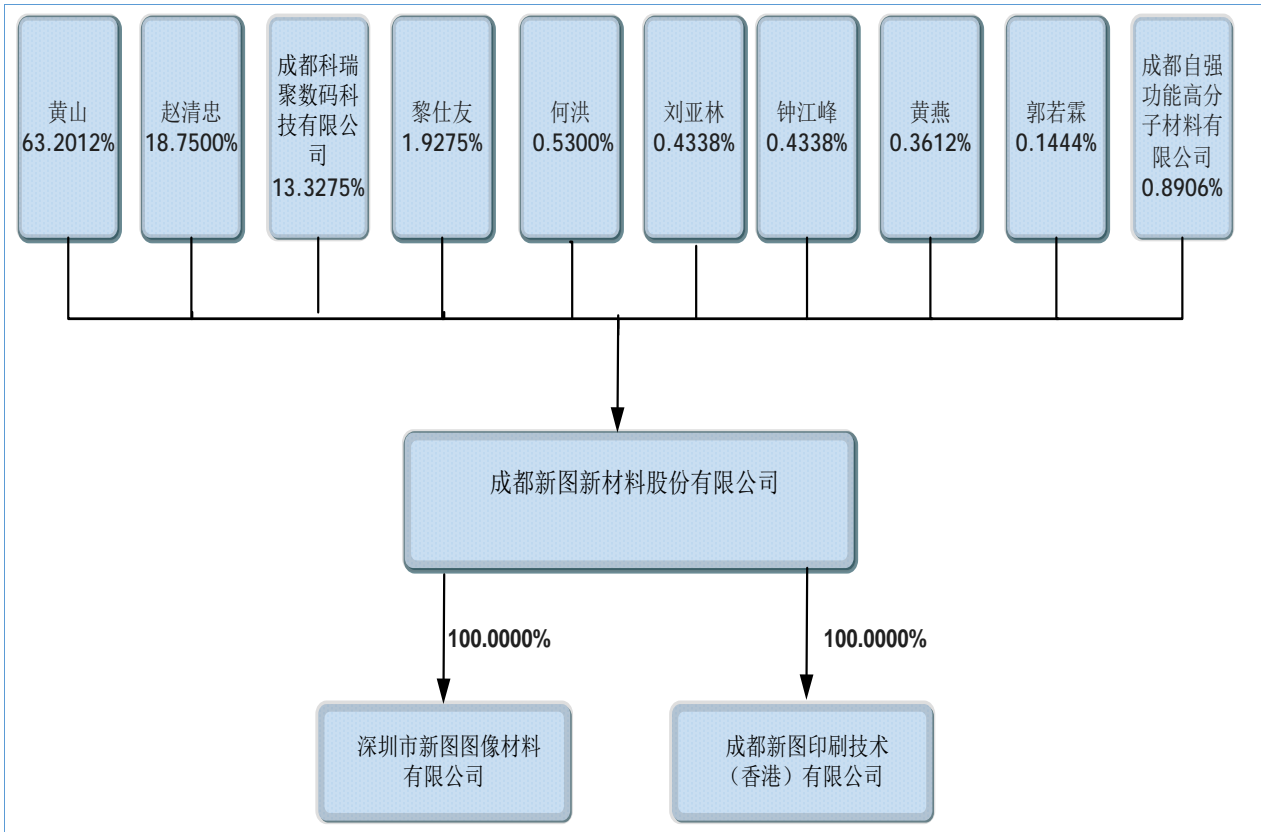 黄山
63.2012%
赵清忠
18.7500%
成都科瑞
聚数码科
技有限公
司
13.3275%
黎仕友
1.9275%
何洪
0.5300%
刘亚林
0.4338%
钟江峰
0.4338%
黄燕
0.3612%
郭若霖
0.1444%
成都自强
功能高分
子材料有
限公司
0.8906%
成都新图新材料股份有限公司
100.0000%
100.0000%
深圳市新图图像材料
有限公司
成都新图印刷技术
（香港）有限公司